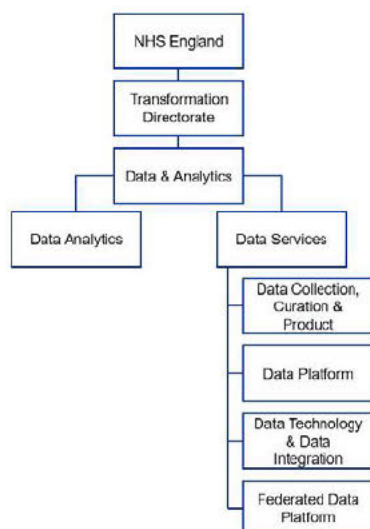 NHS England
Transformation
Directorate
Data & Analytics
Data Analytics
Data Services
Data Collection,
Curation &
Product
Data Platform
Data Technology
& Data
Integration
Federated Data
Platform